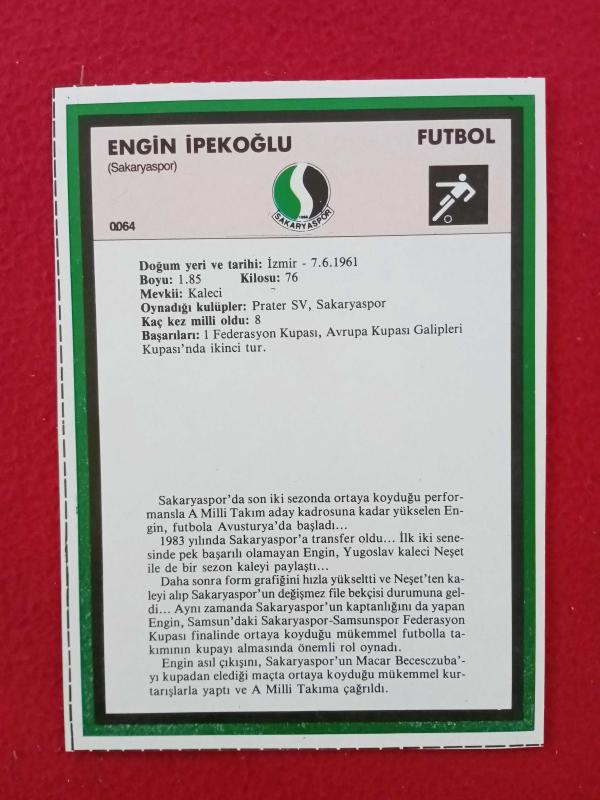 ENGİN İPEKOĞLU
FUTBOL
(Sakaryaspor)
SAKARYASPOR
0064
Doğum yeri ve tarihi: İzmir - 7.6.1961
Boyu: 1.85 Kilosu: 76
Mevkii: Kaleci
Oynadığı kulüpler: Prater SV, Sakaryaspor
Kaç kez milli oldu: 8
Başarıları: 1 Federasyon Kupası, Avrupa Kupası Galipleri
Kupası'nda ikinci tur.
Sakaryaspor'da son iki sezonda ortaya koyduğu perfor-
mansla A Milli Takım aday kadrosuna kadar yükselen En-
gin, futbola Avusturya'da başladı...
1983 yılında Sakaryaspor'a transfer oldu... İlk iki sene-
sinde pek başarılı olamayan Engin, Yugoslav kaleci Neşet
ile de bir sezon kaleyi paylaştı...
Daha sonra form grafiğini hızla yükseltti ve Neşet'ten ka-
leyi alıp Sakaryaspor'un değişmez file bekçisi durumuna gel-
di... Aynı zamanda Sakaryaspor'un kaptanlığını da yapan
Engin, Samsun'daki Sakaryaspor-Samsunspor Federasyon
Kupası finalinde ortaya koyduğu mükemmel futbolla ta-
kımının kupayı almasında önemli rol oynadı.
Engin asıl çıkışını, Sakaryaspor'un Macar Becesczuba'-
yı kupadan elediği maçta ortaya koyduğu mükemmel kur-
tarışlarla yaptı ve A Milli Takıma çağrıldı.